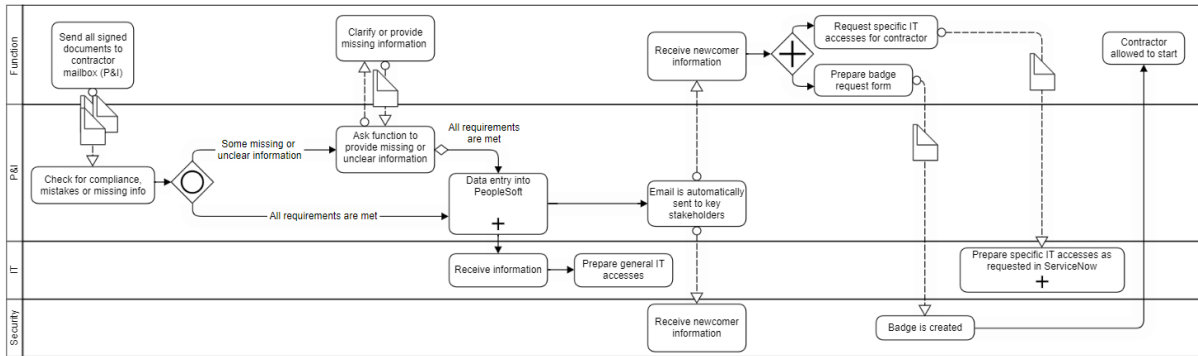 Function
Send all signed
documents to
contractor
mailbox (P&I)
Clarify or provide
missing information
Receive newcomer
information
Request specific IT
accesses for contractor
Prepare badge
request form
Contractor
allowed to start
P&I
Check for compliance,
mistakes or missing info
Some missing or
unclear information
All requirements are met
Ask function to
provide missing or
unclear information
All requirements
are met
Data entry into
PeopleSoft
Email is automatically
sent to key
stakeholders
IT
Receive information
Prepare general IT
accesses
Prepare specific IT accesses as
requested in ServiceNow
Security
Receive newcomer
information
Badge is created